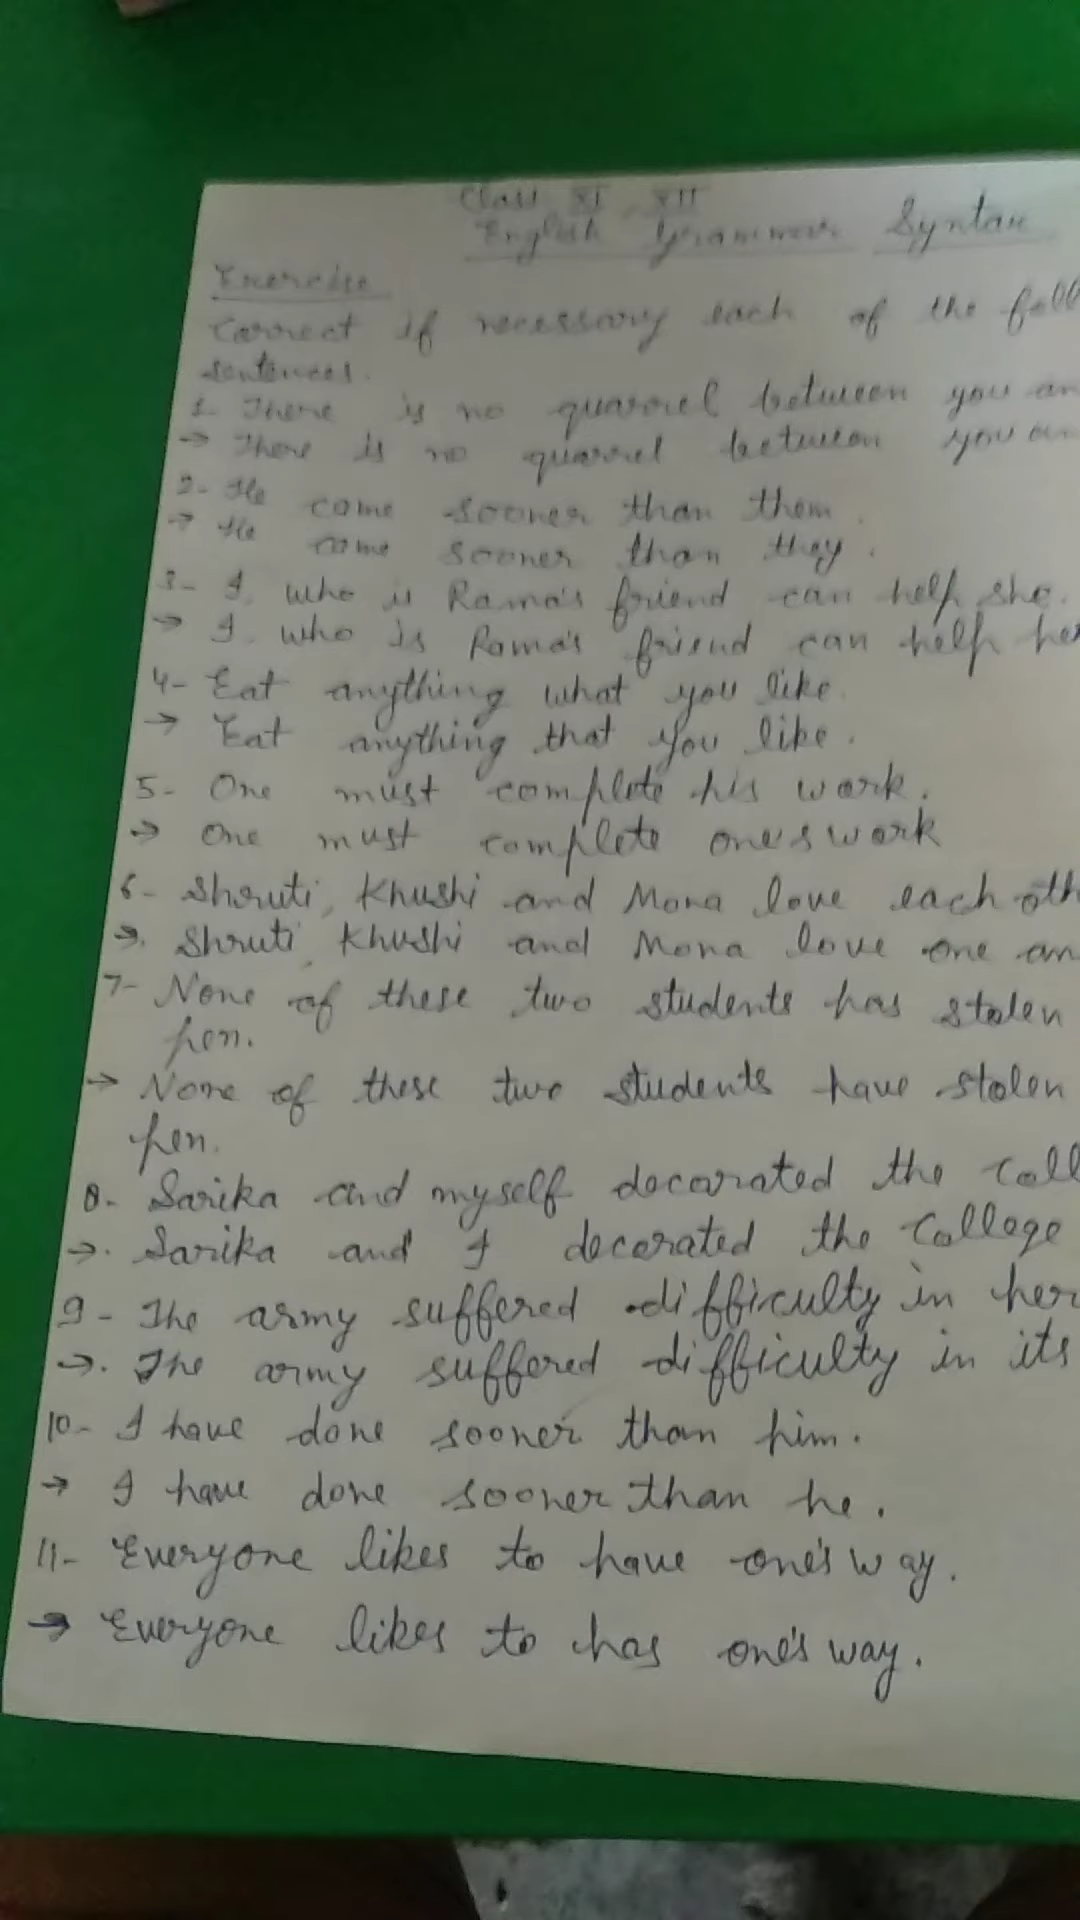 Class XI, XII
English Grammar Syntax
Exercise
Correct if necessary each of the foll
sentences.
1. There is no quarrel between you an
→ There is no quarrel between you an
2- He came sooner than them.
→ He came sooner than they.
3- I, who is Rama's friend can help she.
→ I, who is Rama's friend can help her
4- Eat anything what you like.
→ Eat anything that you like.
5- One must complete his work.
→ One must complete one's work
6- Shruti, Khushi and Mona love each oth
→. Shruti, Khushi and Mona love one an
7- None of these two students has stolen
pen.
→ None of these two students have stolen
pen.
8- Sarika and myself decorated the Coll
→. Sarika and I decorated the College
9- The army suffered difficulty in her
→. The army suffered difficulty in its
10- I have done sooner than him.
→ I have done sooner than he.
11- Everyone likes to have one's way.
→ Everyone likes to has one's way.